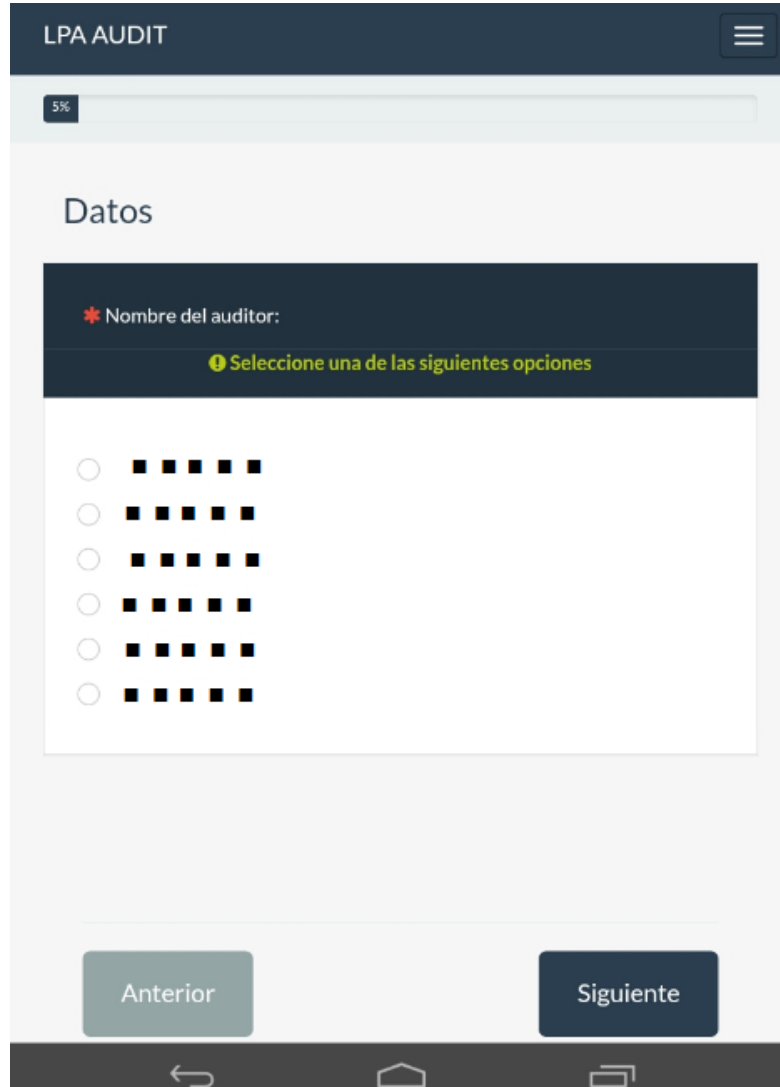 LPA AUDIT
5%
Datos
* Nombre del auditor:
Seleccione una de las siguientes opciones
■ ■ ■ ■ ■
■ ■ ■ ■ ■
■ ■ ■ ■ ■
■ ■ ■ ■ ■
■ ■ ■ ■ ■
■ ■ ■ ■ ■
Anterior
Siguiente